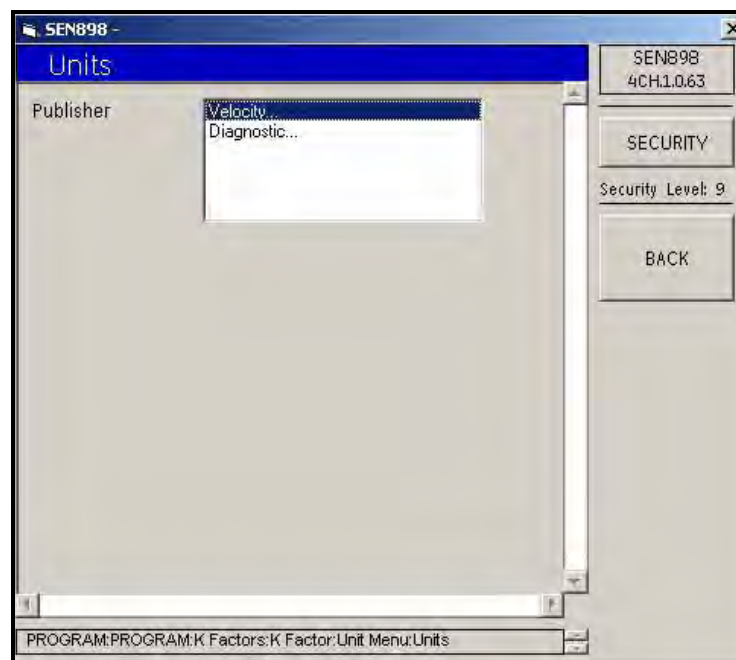 SEN898 -
Units
Publisher
Velocity...
Diagnostic...
SEN898
4CH.1.0.63
SECURITY
Security Level: 9
BACK
PROGRAM:PROGRAM:K Factors:K Factor:Unit Menu:Units